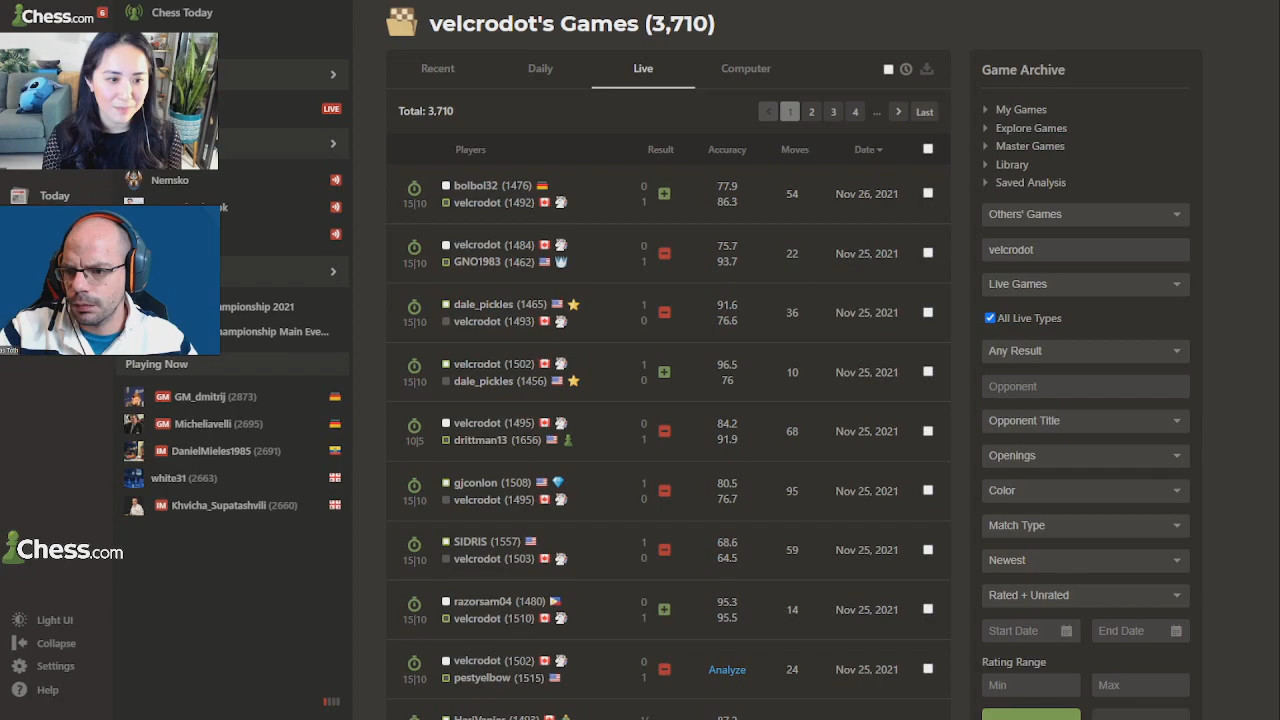 Chess.com
6
Chess Today
LIVE
Nemsko
Today
ok
ampionship 2021
ampionship Main Eve...
Playing Now
GM GM_dmitrij (2873)
GM Micheliavelli (2695)
IM DanielMieles1985 (2691)
white31 (2663)
IM Khvicha_Supatashvili (2660)
Chess.com
Light UI
Collapse
Settings
Help
velcrodot's Games (3,710)
Recent Daily Live Computer
Total: 3,710
1 2 3 4 ... Last
Players Result Accuracy Moves Date
15|10 bolbol32 (1476) 0 77.9 54 Nov 26, 2021
velcrodot (1492) 1 86.3
15|10 velcrodot (1484) 0 75.7 22 Nov 25, 2021
GNO1983 (1462) 1 93.7
15|10 dale_pickles (1465) 1 91.6 36 Nov 25, 2021
velcrodot (1493) 0 76.6
15|10 velcrodot (1502) 1 96.5 10 Nov 25, 2021
dale_pickles (1456) 0 76
10|5 velcrodot (1495) 0 84.2 68 Nov 25, 2021
drittman13 (1656) 1 91.9
15|10 gjconlon (1508) 1 80.5 95 Nov 25, 2021
velcrodot (1495) 0 76.7
15|10 SIDRIS (1557) 1 68.6 59 Nov 25, 2021
velcrodot (1503) 0 64.5
15|10 razorsam04 (1480) 0 95.3 14 Nov 25, 2021
velcrodot (1510) 1 95.5
15|10 velcrodot (1502) 0 Analyze 24 Nov 25, 2021
pestyelbow (1515) 1
Game Archive
My Games
Explore Games
Master Games
Library
Saved Analysis
Others' Games
velcrodot
Live Games
All Live Types
Any Result
Opponent
Opponent Title
Openings
Color
Match Type
Newest
Rated + Unrated
Start Date End Date
Rating Range
Min Max